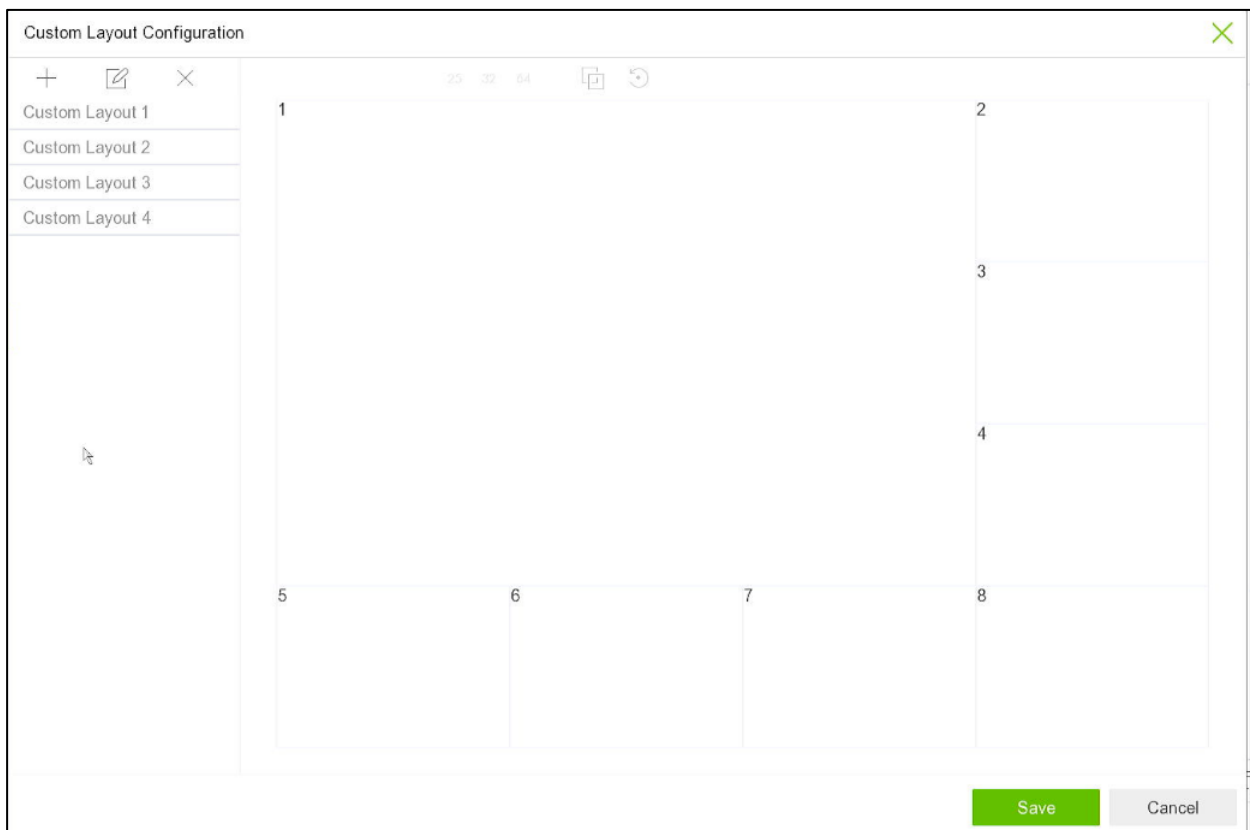 Custom Layout Configuration
25 32 64
Custom Layout 1
Custom Layout 2
Custom Layout 3
Custom Layout 4
1
2
3
4
5
6
7
8
Save
Cancel